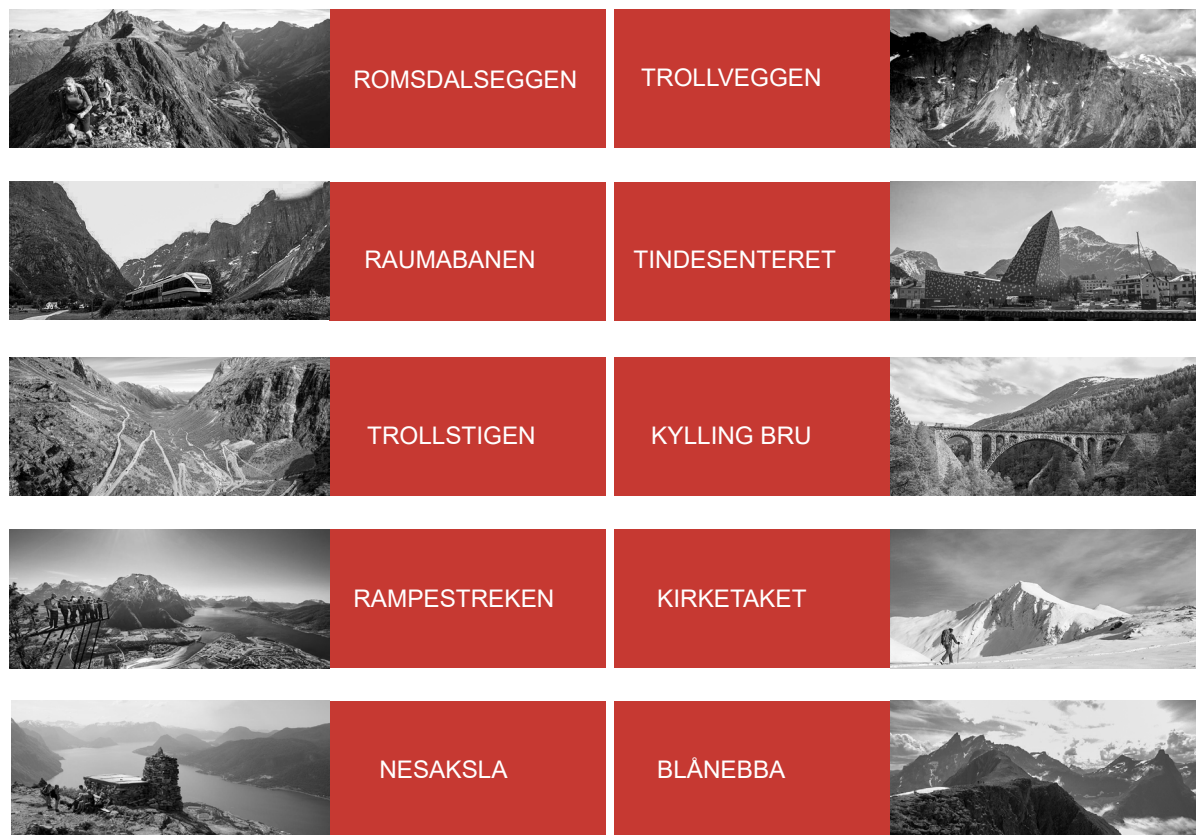 ROMSDALSEGGEN
TROLLVEGGEN
RAUMABANEN
TINDESENTERET
TROLLSTIGEN
KYLLING BRU
RAMPESTREKEN
KIRKETAKET
NESAKSLA
BLÅNEBBA